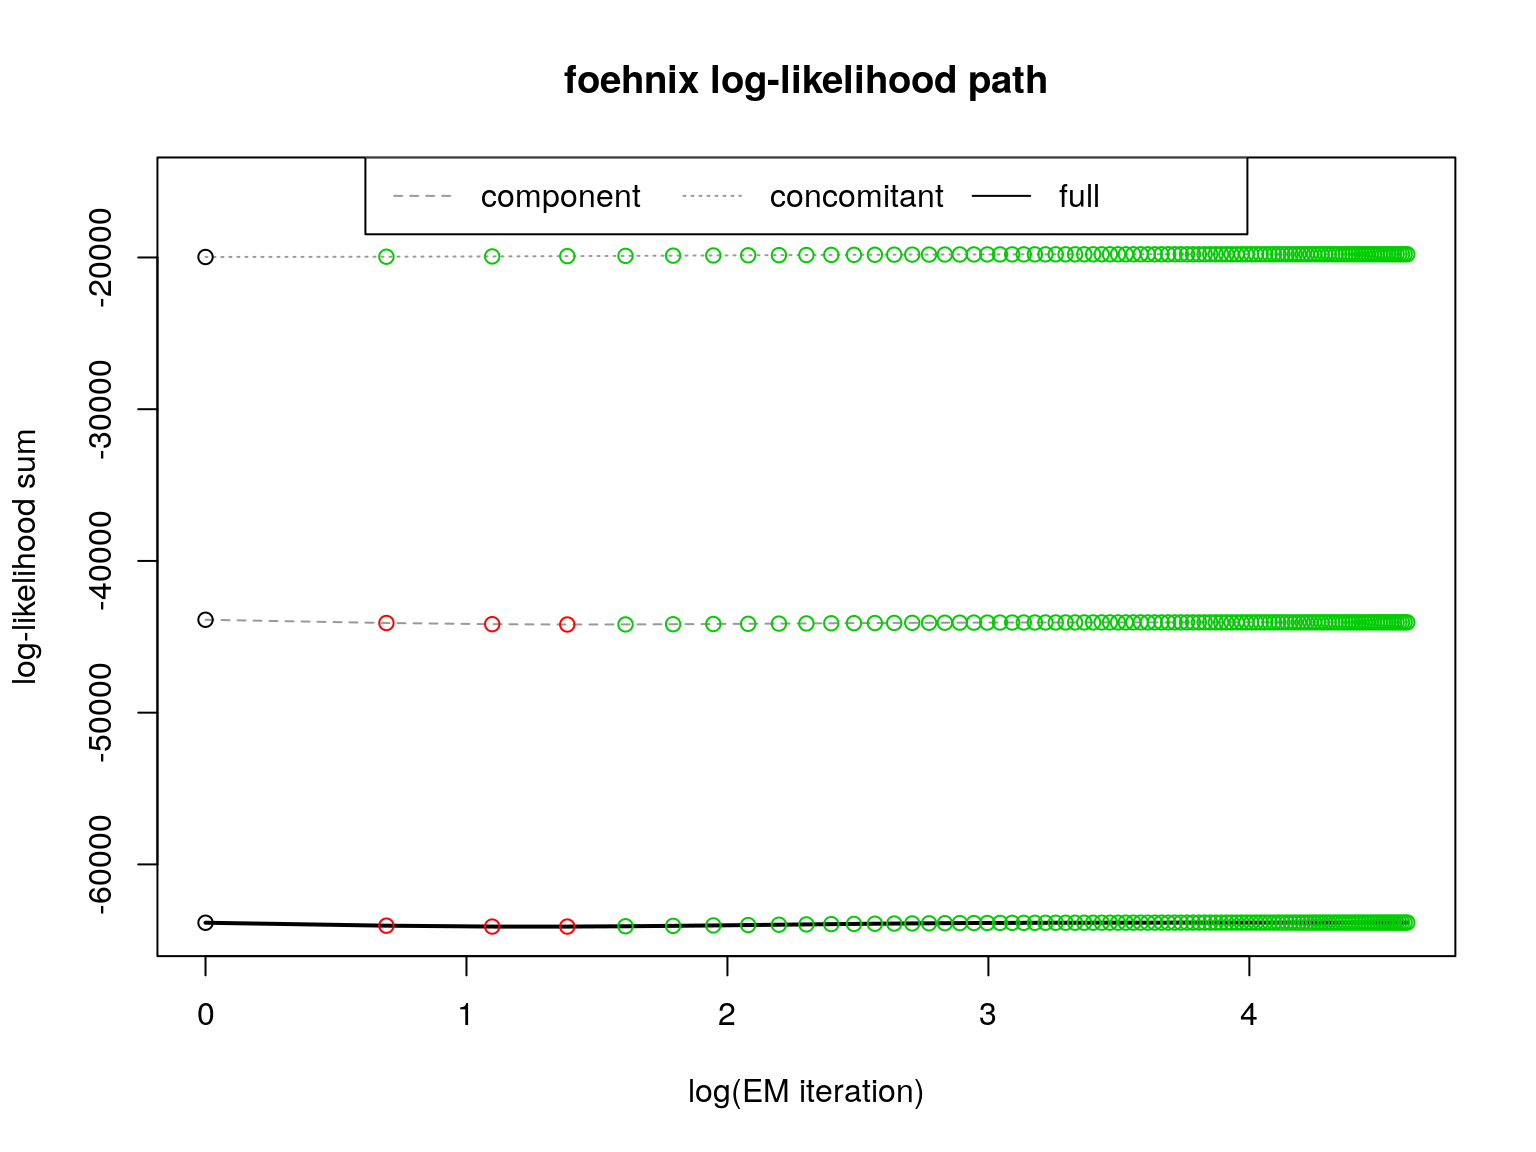 foehnix log-likelihood path
component concomitant full
-20000
-30000
-40000
-50000
-60000
log-likelihood sum
0 1 2 3 4
log(EM iteration)